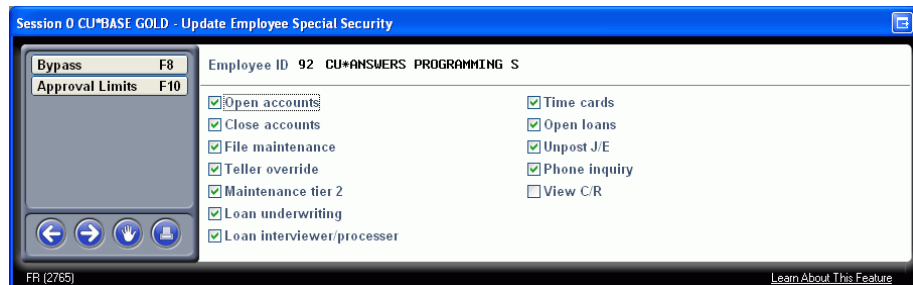 Session 0 CU*BASE GOLD - Update Employee Special Security
Bypass F8
Approval Limits F10
Employee ID 92 CU*ANSWERS PROGRAMMING S
Open accounts
Close accounts
File maintenance
Teller override
Maintenance tier 2
Loan underwriting
Loan interviewer/processer
Time cards
Open loans
Unpost J/E
Phone inquiry
View C/R
FR (2765)
Learn About This Feature